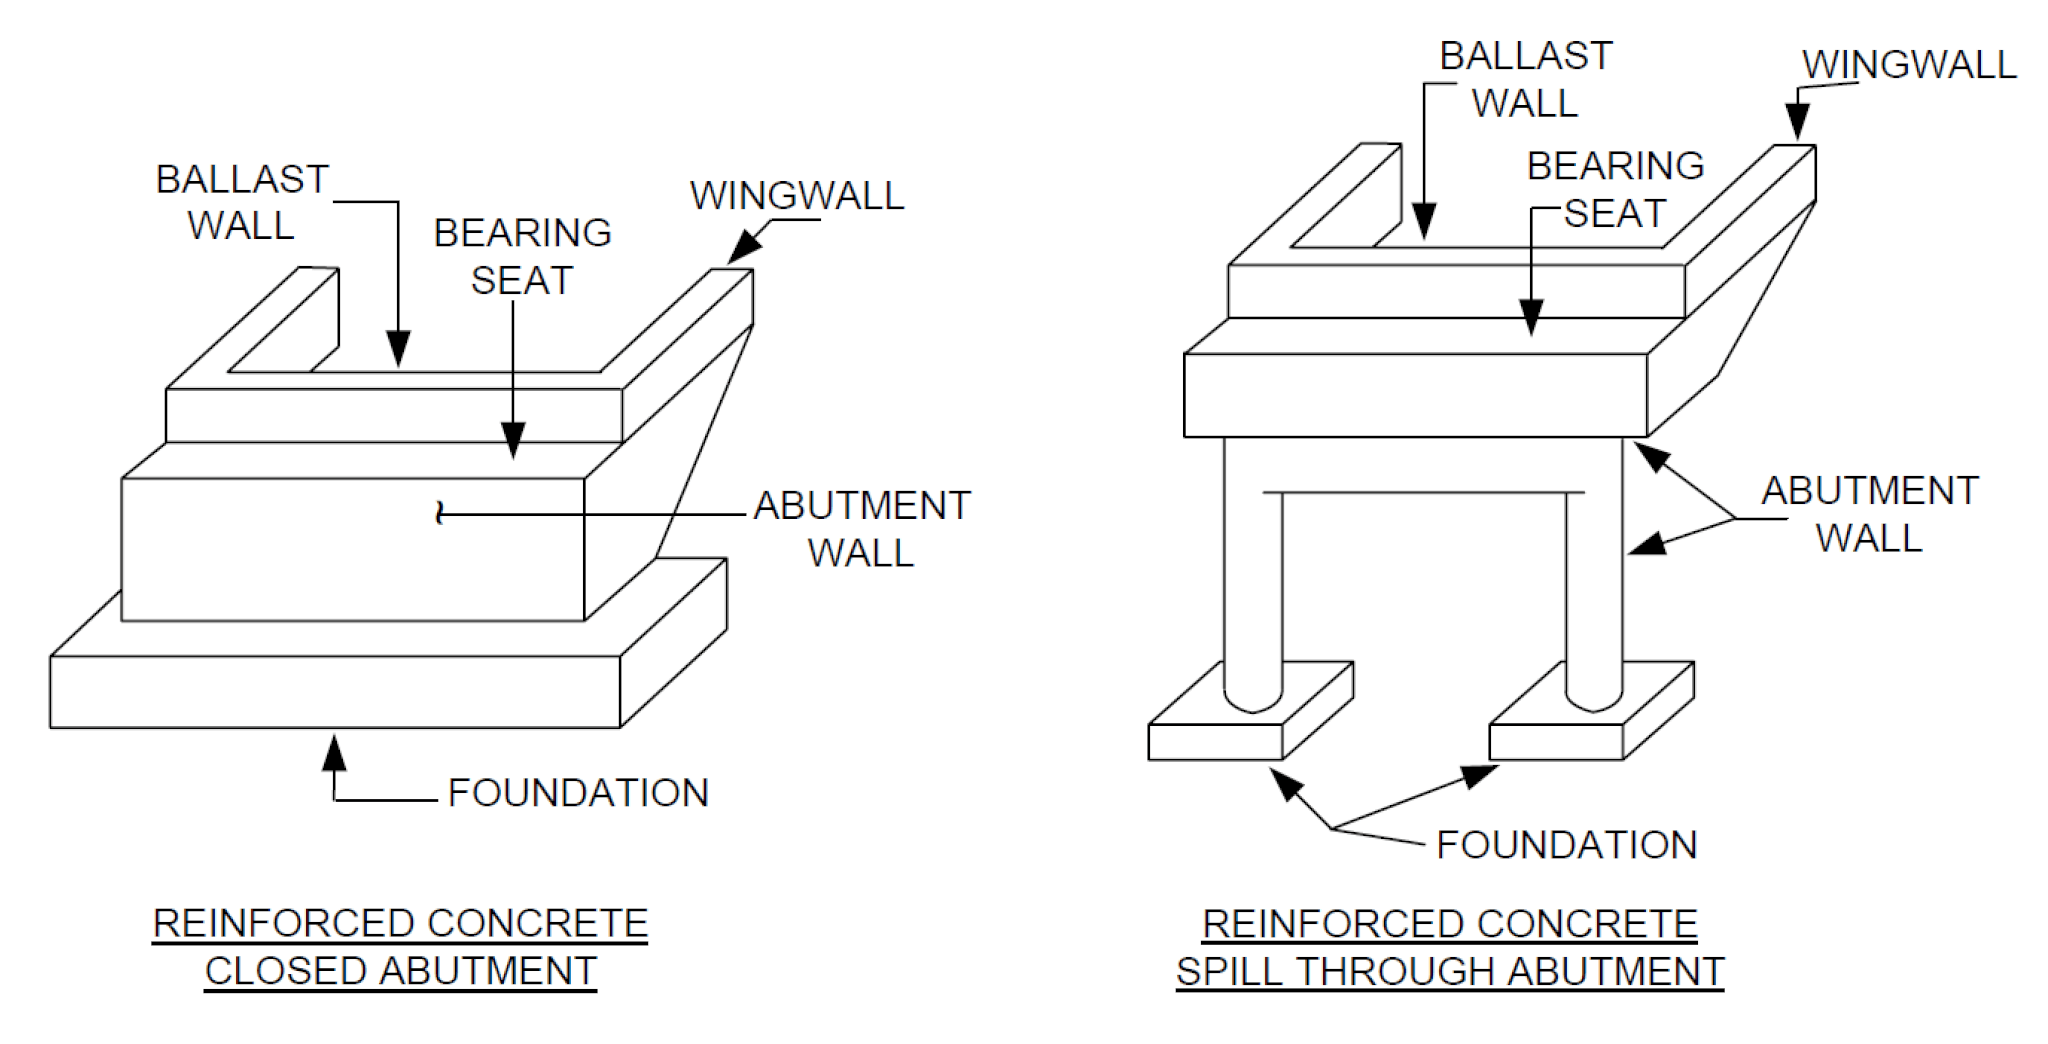 BALLAST
WALL
BEARING
SEAT
WINGWALL
ABUTMENT
WALL
FOUNDATION
REINFORCED CONCRETE
CLOSED ABUTMENT
BALLAST
WALL
WINGWALL
BEARING
SEAT
ABUTMENT
WALL
FOUNDATION
REINFORCED CONCRETE
SPILL THROUGH ABUTMENT